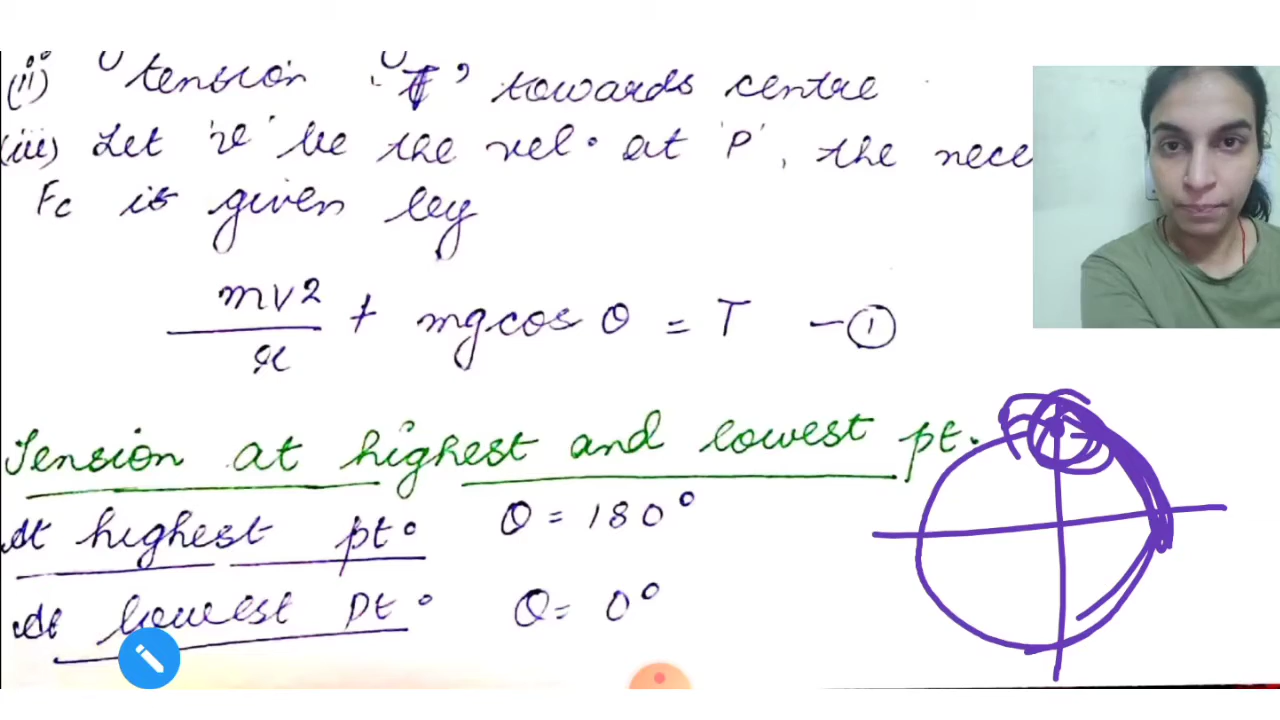 (ii) tension 'T' towards centre
(iii) Let 'v' be the vel. at 'P', the nece
Fc is given by
mv2
/r + mg cos θ = T — ①
Tension at highest and lowest pt.
At highest pt. θ = 180°
At lowest pt. θ = 0°